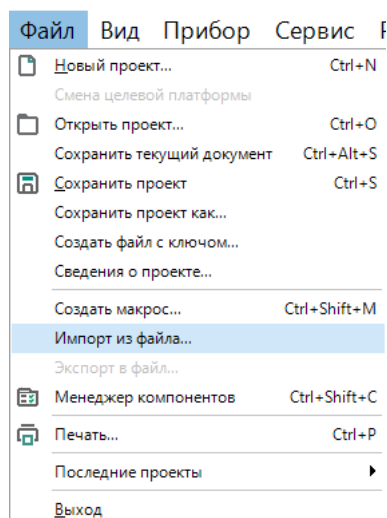 Файл Вид Прибор Сервис
Новый проект... Ctrl+N
Смена целевой платформы
Открыть проект... Ctrl+O
Сохранить текущий документ Ctrl+Alt+S
Сохранить проект Ctrl+S
Сохранить проект как...
Создать файл с ключом...
Сведения о проекте...
Создать макрос... Ctrl+Shift+M
Импорт из файла...
Экспорт в файл...
Менеджер компонентов Ctrl+Shift+C
Печать... Ctrl+P
Последние проекты
Выход